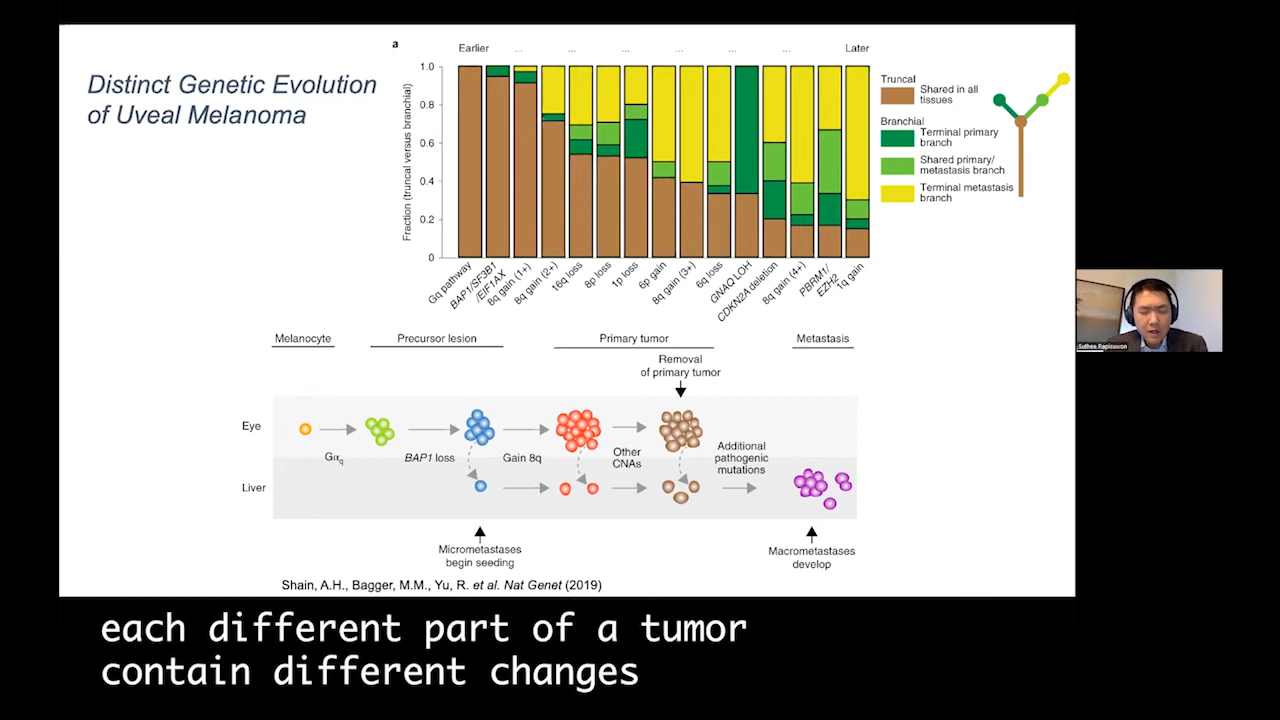 Distinct Genetic Evolution
of Uveal Melanoma
a
Earlier ... ... ... ... ... ... Later
Fraction (truncal versus branchial)
1.0
0.8
0.6
0.4
0.2
0
Gq pathway
BAP1/SF3B1
/EIF1AX
8q gain (1+)
8q gain (2+)
16q loss
8p loss
1p loss
6p gain
8q gain (3+)
6q loss
GNAQ LOH
CDKN2A deletion
8q gain (4+)
PBRM1/
EZH2
1q gain
Truncal
Shared in all
tissues
Branchial
Terminal primary
branch
Shared primary/
metastasis branch
Terminal metastasis
branch
Suthee Rapisuwon
Melanocyte
Precursor lesion
Primary tumor
Metastasis
Removal
of primary tumor
Eye
Liver
Gαq
BAP1 loss
Gain 8q
Other
CNAs
Additional
pathogenic
mutations
Micrometastases
begin seeding
Macrometastases
develop
Shain, A.H., Bagger, M.M., Yu, R. et al. Nat Genet (2019)
each different part of a tumor
contain different changes